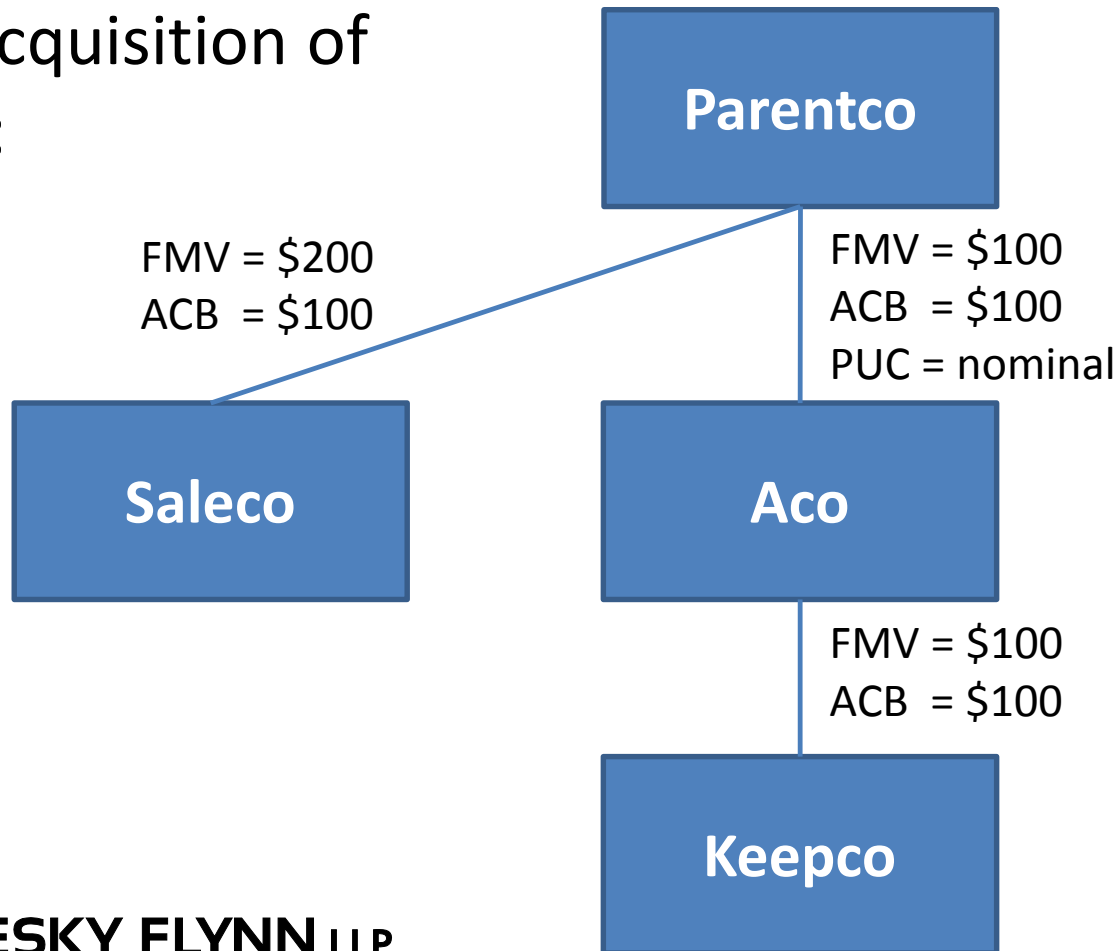 cquisition of
Parentco
FMV = $200
ACB = $100
FMV = $100
ACB = $100
PUC = nominal
Saleco
Aco
FMV = $100
ACB = $100
Keepco
ESKY FLYNN LLP